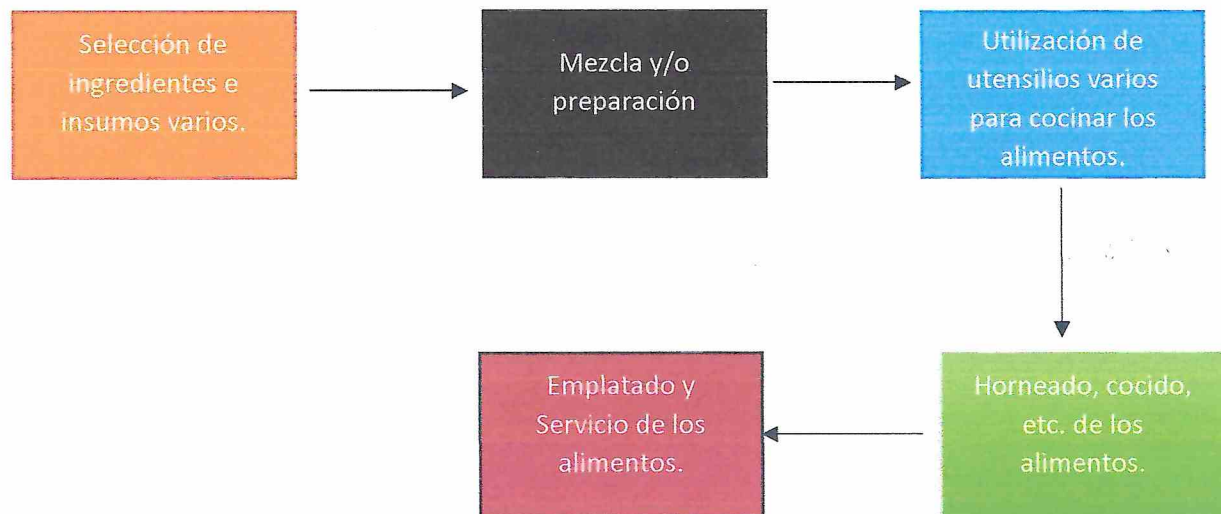 Selección de
ingredientes e
insumos varios.
Mezcla y/o
preparación
Utilización de
utensilios varios
para cocinar los
alimentos.
Horneado, cocido,
etc. de los
alimentos.
Emplatado y
Servicio de los
alimentos.